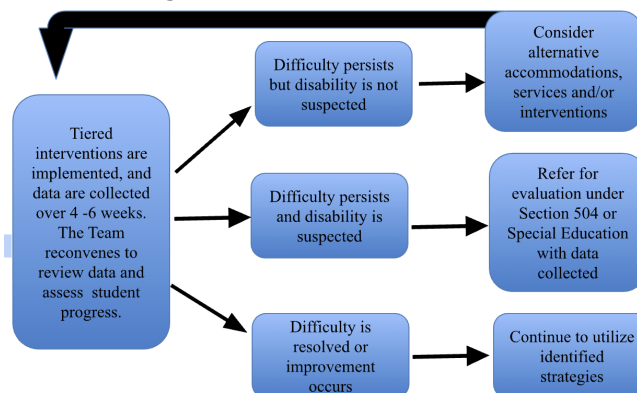 Tiered
interventions are
implemented, and
data are collected
over 4 -6 weeks.
The Team
reconvenes to
review data and
assess student
progress.
Difficulty persists
but disability is not
suspected
Consider
alternative
accommodations,
services and/or
interventions
Difficulty persists
and disability is
suspected
Refer for
evaluation under
Section 504 or
Special Education
with data
collected
Difficulty is
resolved or
improvement
occurs
Continue to utilize
identified
strategies